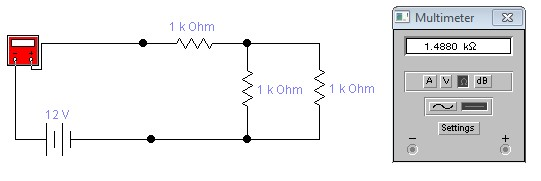 1 k Ohm
1 k Ohm
1 k Ohm
12 V
Multimeter
1.4880 kΩ
A V Ω dB
Settings
− +